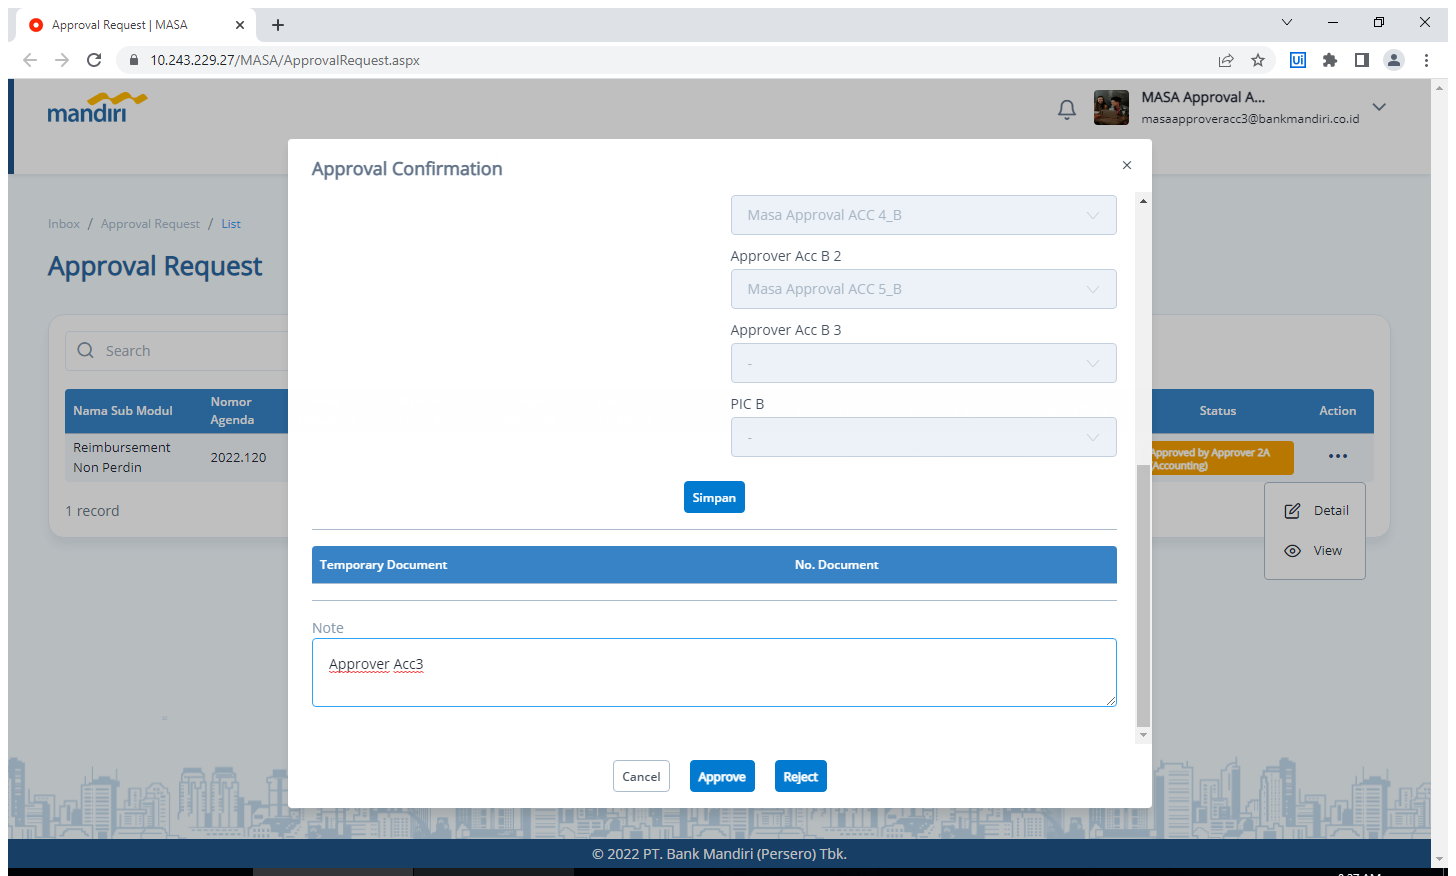 Approval Request | MASA
10.243.229.27/MASA/ApprovalRequest.aspx
Ui
mandiri
MASA Approval A...
masaapproveracc3@bankmandiri.co.id
Approval Confirmation
Inbox / Approval Request / List
Approval Request
Search
Nama Sub Modul
Nomor
Agenda
Status
Action
Reimbursement
Non Perdin
2022.120
Approved by Approver 2A
(Accounting)
1 record
Detail
View
Masa Approval ACC 4_B
Approver Acc B 2
Masa Approval ACC 5_B
Approver Acc B 3
-
PIC B
-
Simpan
Temporary Document
No. Document
Note
Approver Acc3
Cancel
Approve
Reject
© 2022 PT. Bank Mandiri (Persero) Tbk.